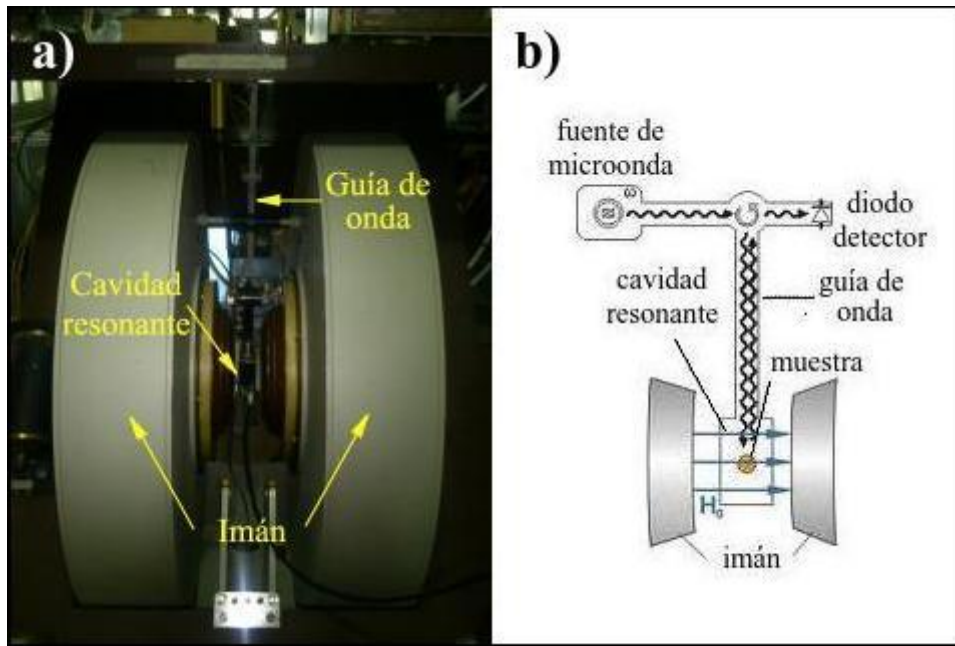 a)
Guía de
onda
Cavidad
resonante
Imán
b)
fuente de
microonda
ω
diodo
detector
cavidad
resonante
guía de
onda
muestra
H₀
imán